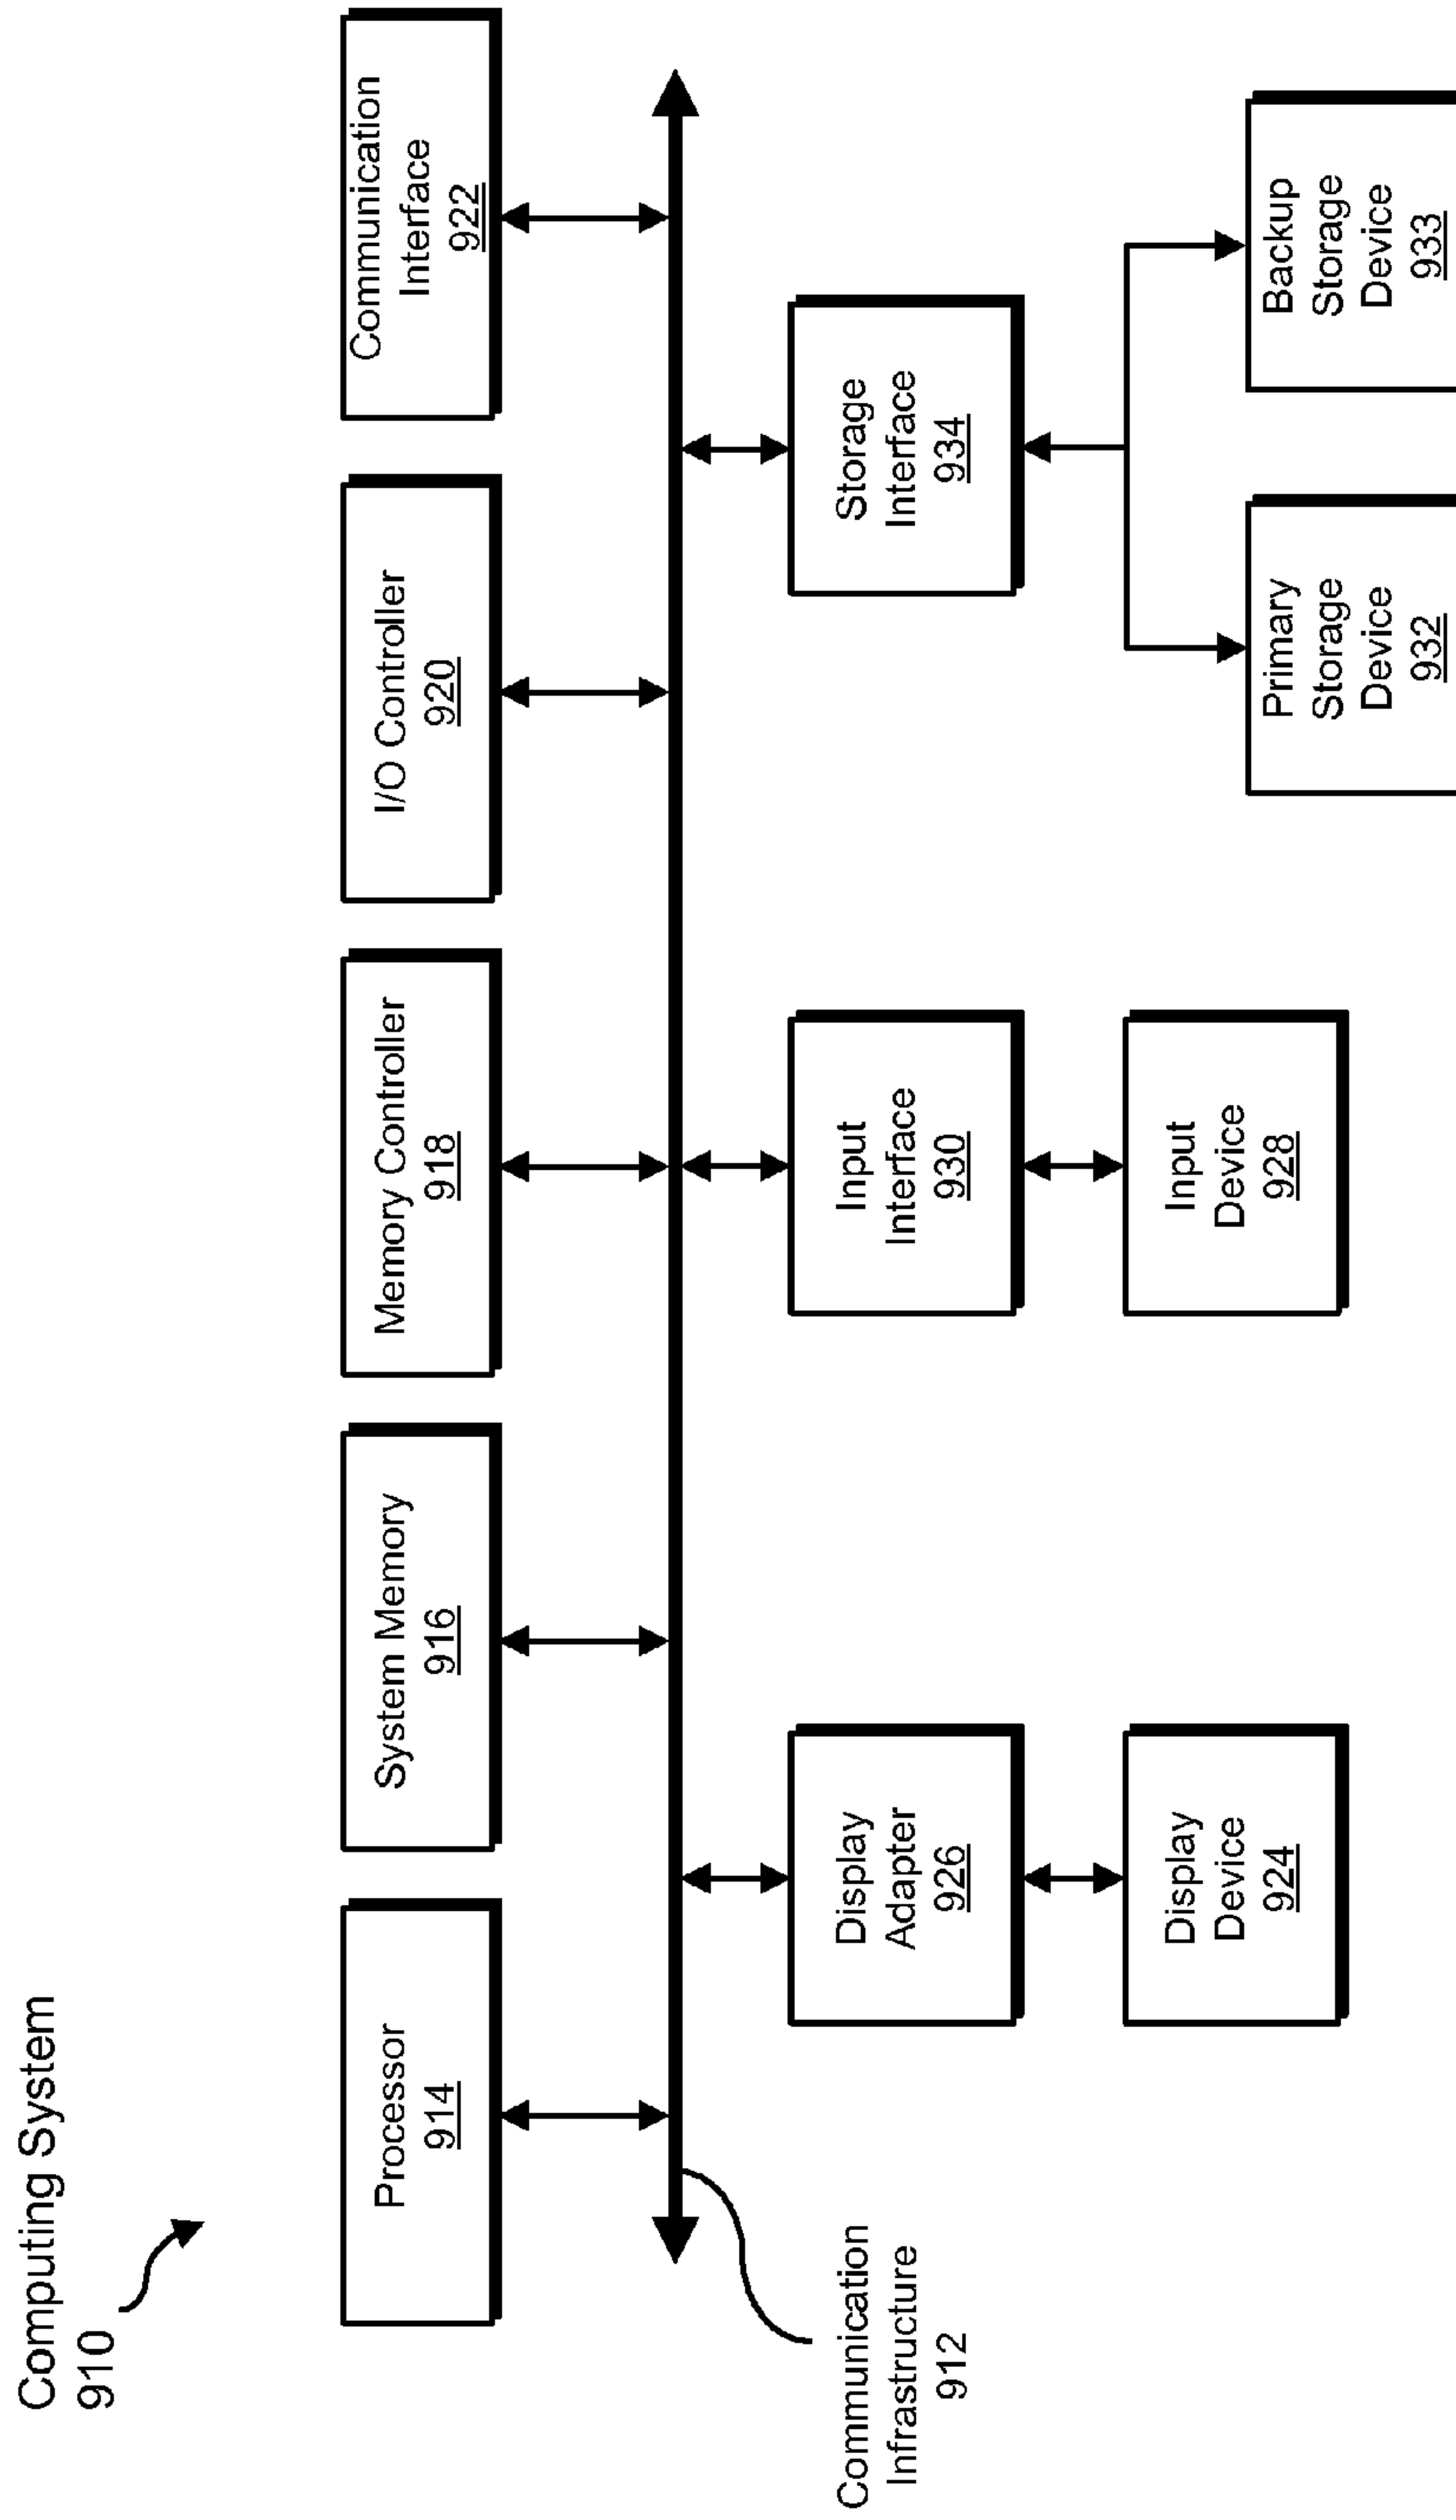 Computing System
910
Processor
914
System Memory
916
Memory Controller
918
I/O Controller
920
Communication
Interface
922
Communication
Infrastructure
912
Display
Adapter
926
Input
Interface
930
Storage
Interface
934
Display
Device
924
Input
Device
928
Primary
Storage
Device
932
Backup
Storage
Device
933